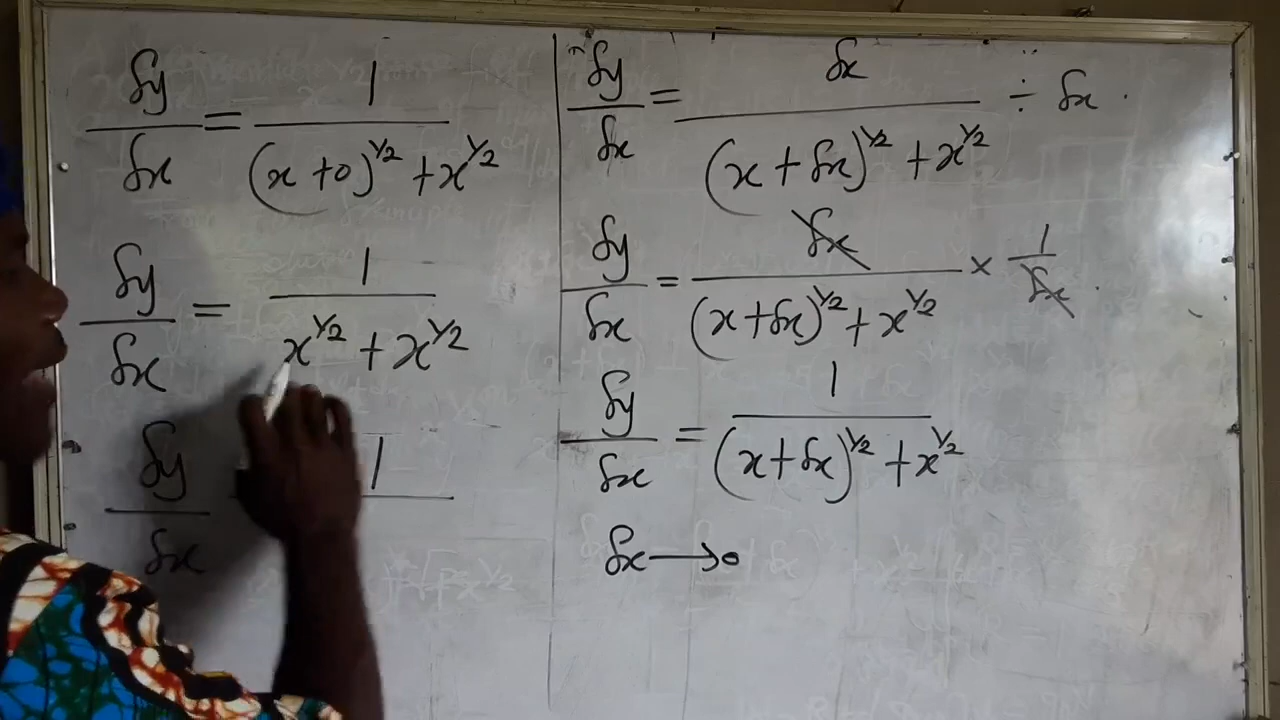 δy/δx = 1/((x+0)^½ + x^½)
δy/δx = 1/(x^½ + x^½)
δy/δx 1/
δy/δx = δx/((x+δx)^½ + x^½) ÷ δx .
δy/δx = δx/((x+δx)^½ + x^½) × 1/δx .
δy/δx = 1/((x+δx)^½ + x^½)
δx → 0